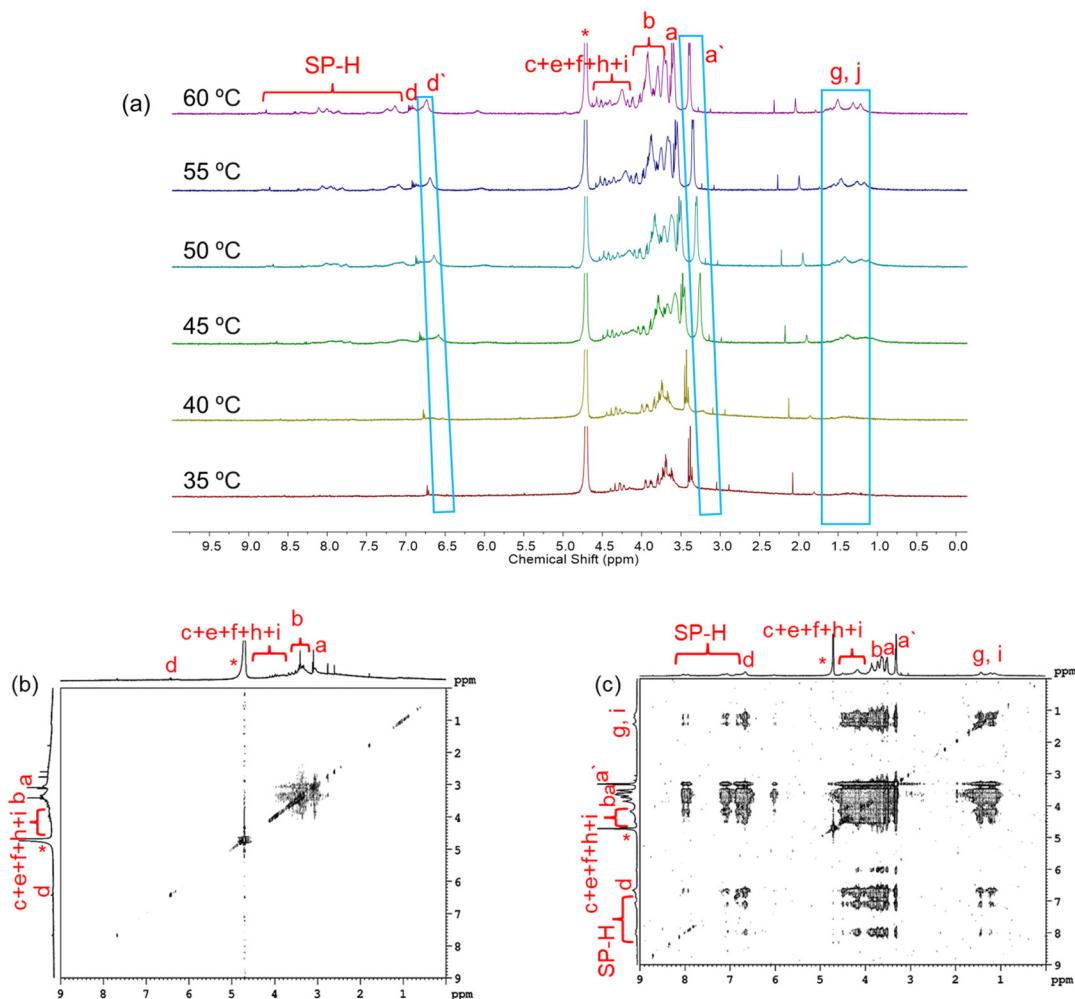 (a)
SP-H
d
d`
*
c+e+f+h+i
b
a
a`
g, j
60 ºC
55 ºC
50 ºC
45 ºC
40 ºC
35 ºC
9.5 9.0 8.5 8.0 7.5 7.0 6.5 6.0 5.5 5.0 4.5 4.0 3.5 3.0 2.5 2.0 1.5 1.0 0.5 0.0
Chemical Shift (ppm)
(b)
d
*
c+e+f+h+i
b
a
ppm
a
b
c+e+f+h+i
*
d
1
2
3
4
5
6
7
8
9
9 8 7 6 5 4 3 2 1 0 ppm
(c)
SP-H
d
*
c+e+f+h+i
b a a`
g, i
ppm
g, i
b a a`
c+e+f+h+i
*
d
SP-H
1
2
3
4
5
6
7
8
9
9 8 7 6 5 4 3 2 1 0 ppm